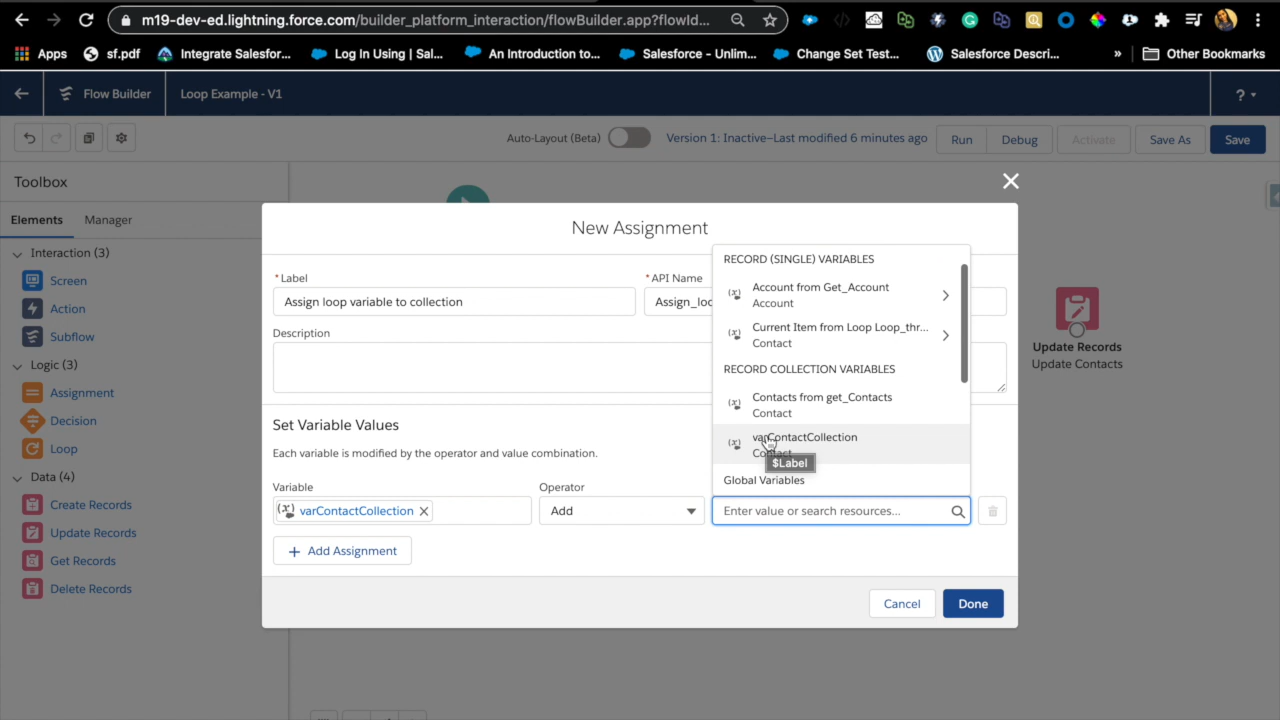 m19-dev-ed.lightning.force.com/builder_platform_interaction/flowBuilder.app?flowId...
Apps
sf.pdf
Integrate Salesfor...
Log In Using | Sal...
An Introduction to...
Salesforce - Unlim...
Change Set Test...
Salesforce Descri...
»
Other Bookmarks
Flow Builder
Loop Example - V1
?
Auto-Layout (Beta)
Version 1: Inactive–Last modified 6 minutes ago
Run
Debug
Activate
Save As
Save
Toolbox
Elements
Manager
Interaction (3)
Screen
Action
Subflow
Logic (3)
Assignment
Decision
Loop
Data (4)
Create Records
Update Records
Get Records
Delete Records
New Assignment
* Label
Assign loop variable to collection
* API Name
Assign_loo
Description
Set Variable Values
Each variable is modified by the operator and value combination.
Variable
varContactCollection
Operator
Add
Enter value or search resources...
+ Add Assignment
RECORD (SINGLE) VARIABLES
Account from Get_Account
Account
Current Item from Loop Loop_thr...
Contact
RECORD COLLECTION VARIABLES
Contacts from get_Contacts
Contact
varContactCollection
Contact
$Label
Global Variables
Cancel
Done
Update Records
Update Contacts